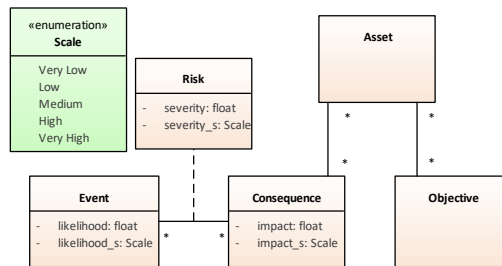 «enumeration»
Scale
Very Low
Low
Medium
High
Very High
Asset
Risk
- severity: float
- severity_s: Scale
*
*
*
*
Event
- likelihood: float
- likelihood_s: Scale
*
*
Consequence
- impact: float
- impact_s: Scale
Objective